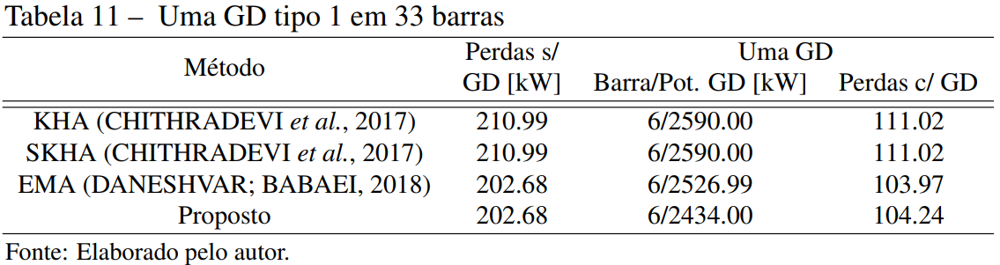 Tabela 11 – Uma GD tipo 1 em 33 barras
Método Perdas s/ GD [kW] Uma GD
Barra/Pot. GD [kW] Perdas c/ GD
KHA (CHITHRADEVI et al., 2017) 210.99 6/2590.00 111.02
SKHA (CHITHRADEVI et al., 2017) 210.99 6/2590.00 111.02
EMA (DANESHVAR; BABAEI, 2018) 202.68 6/2526.99 103.97
Proposto 202.68 6/2434.00 104.24
Fonte: Elaborado pelo autor.